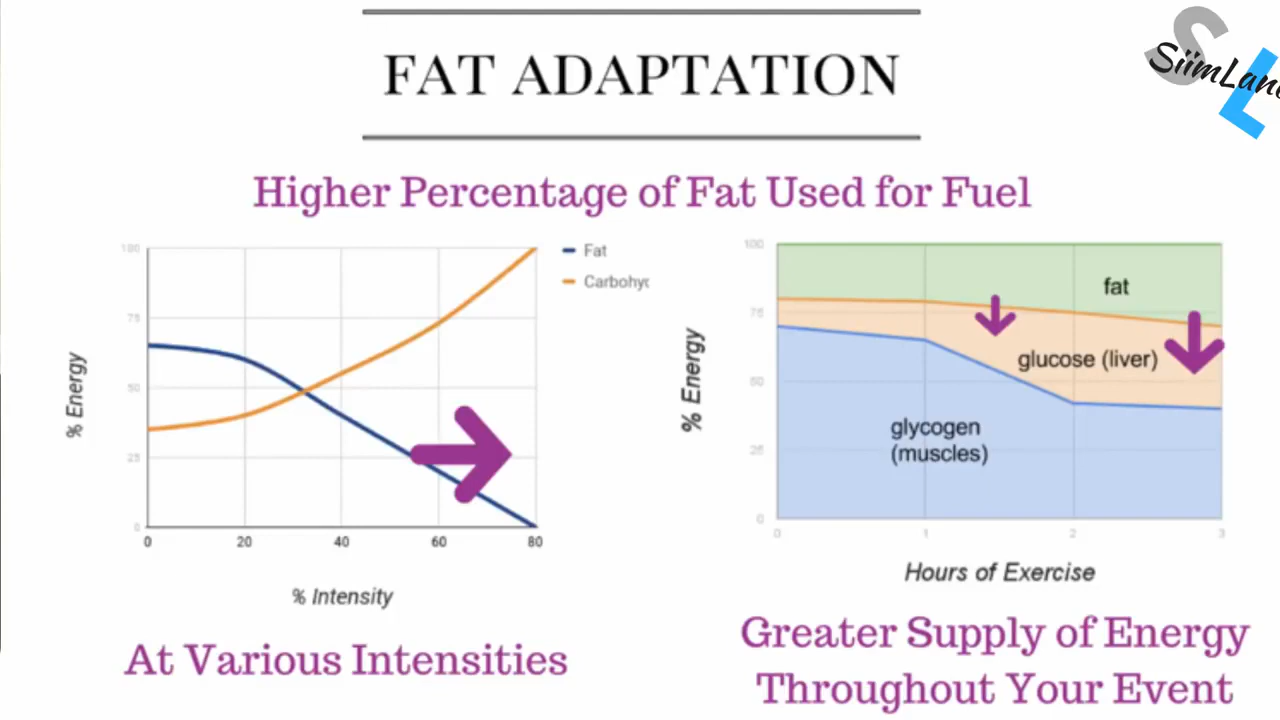 FAT ADAPTATION
SiimLan
Higher Percentage of Fat Used for Fuel
100
75
50
25
0
% Energy
0 20 40 60 80
% Intensity
Fat
Carbohy
At Various Intensities
100
75
50
25
0
% Energy
fat
glucose (liver)
glycogen
(muscles)
0 1 2 3
Hours of Exercise
Greater Supply of Energy
Throughout Your Event